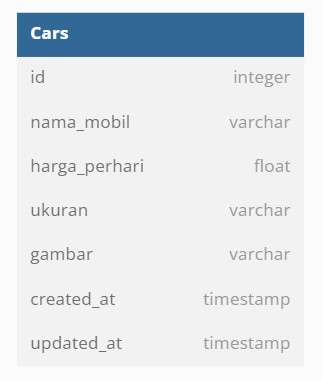 Cars
id integer
nama_mobil varchar
harga_perhari float
ukuran varchar
gambar varchar
created_at timestamp
updated_at timestamp